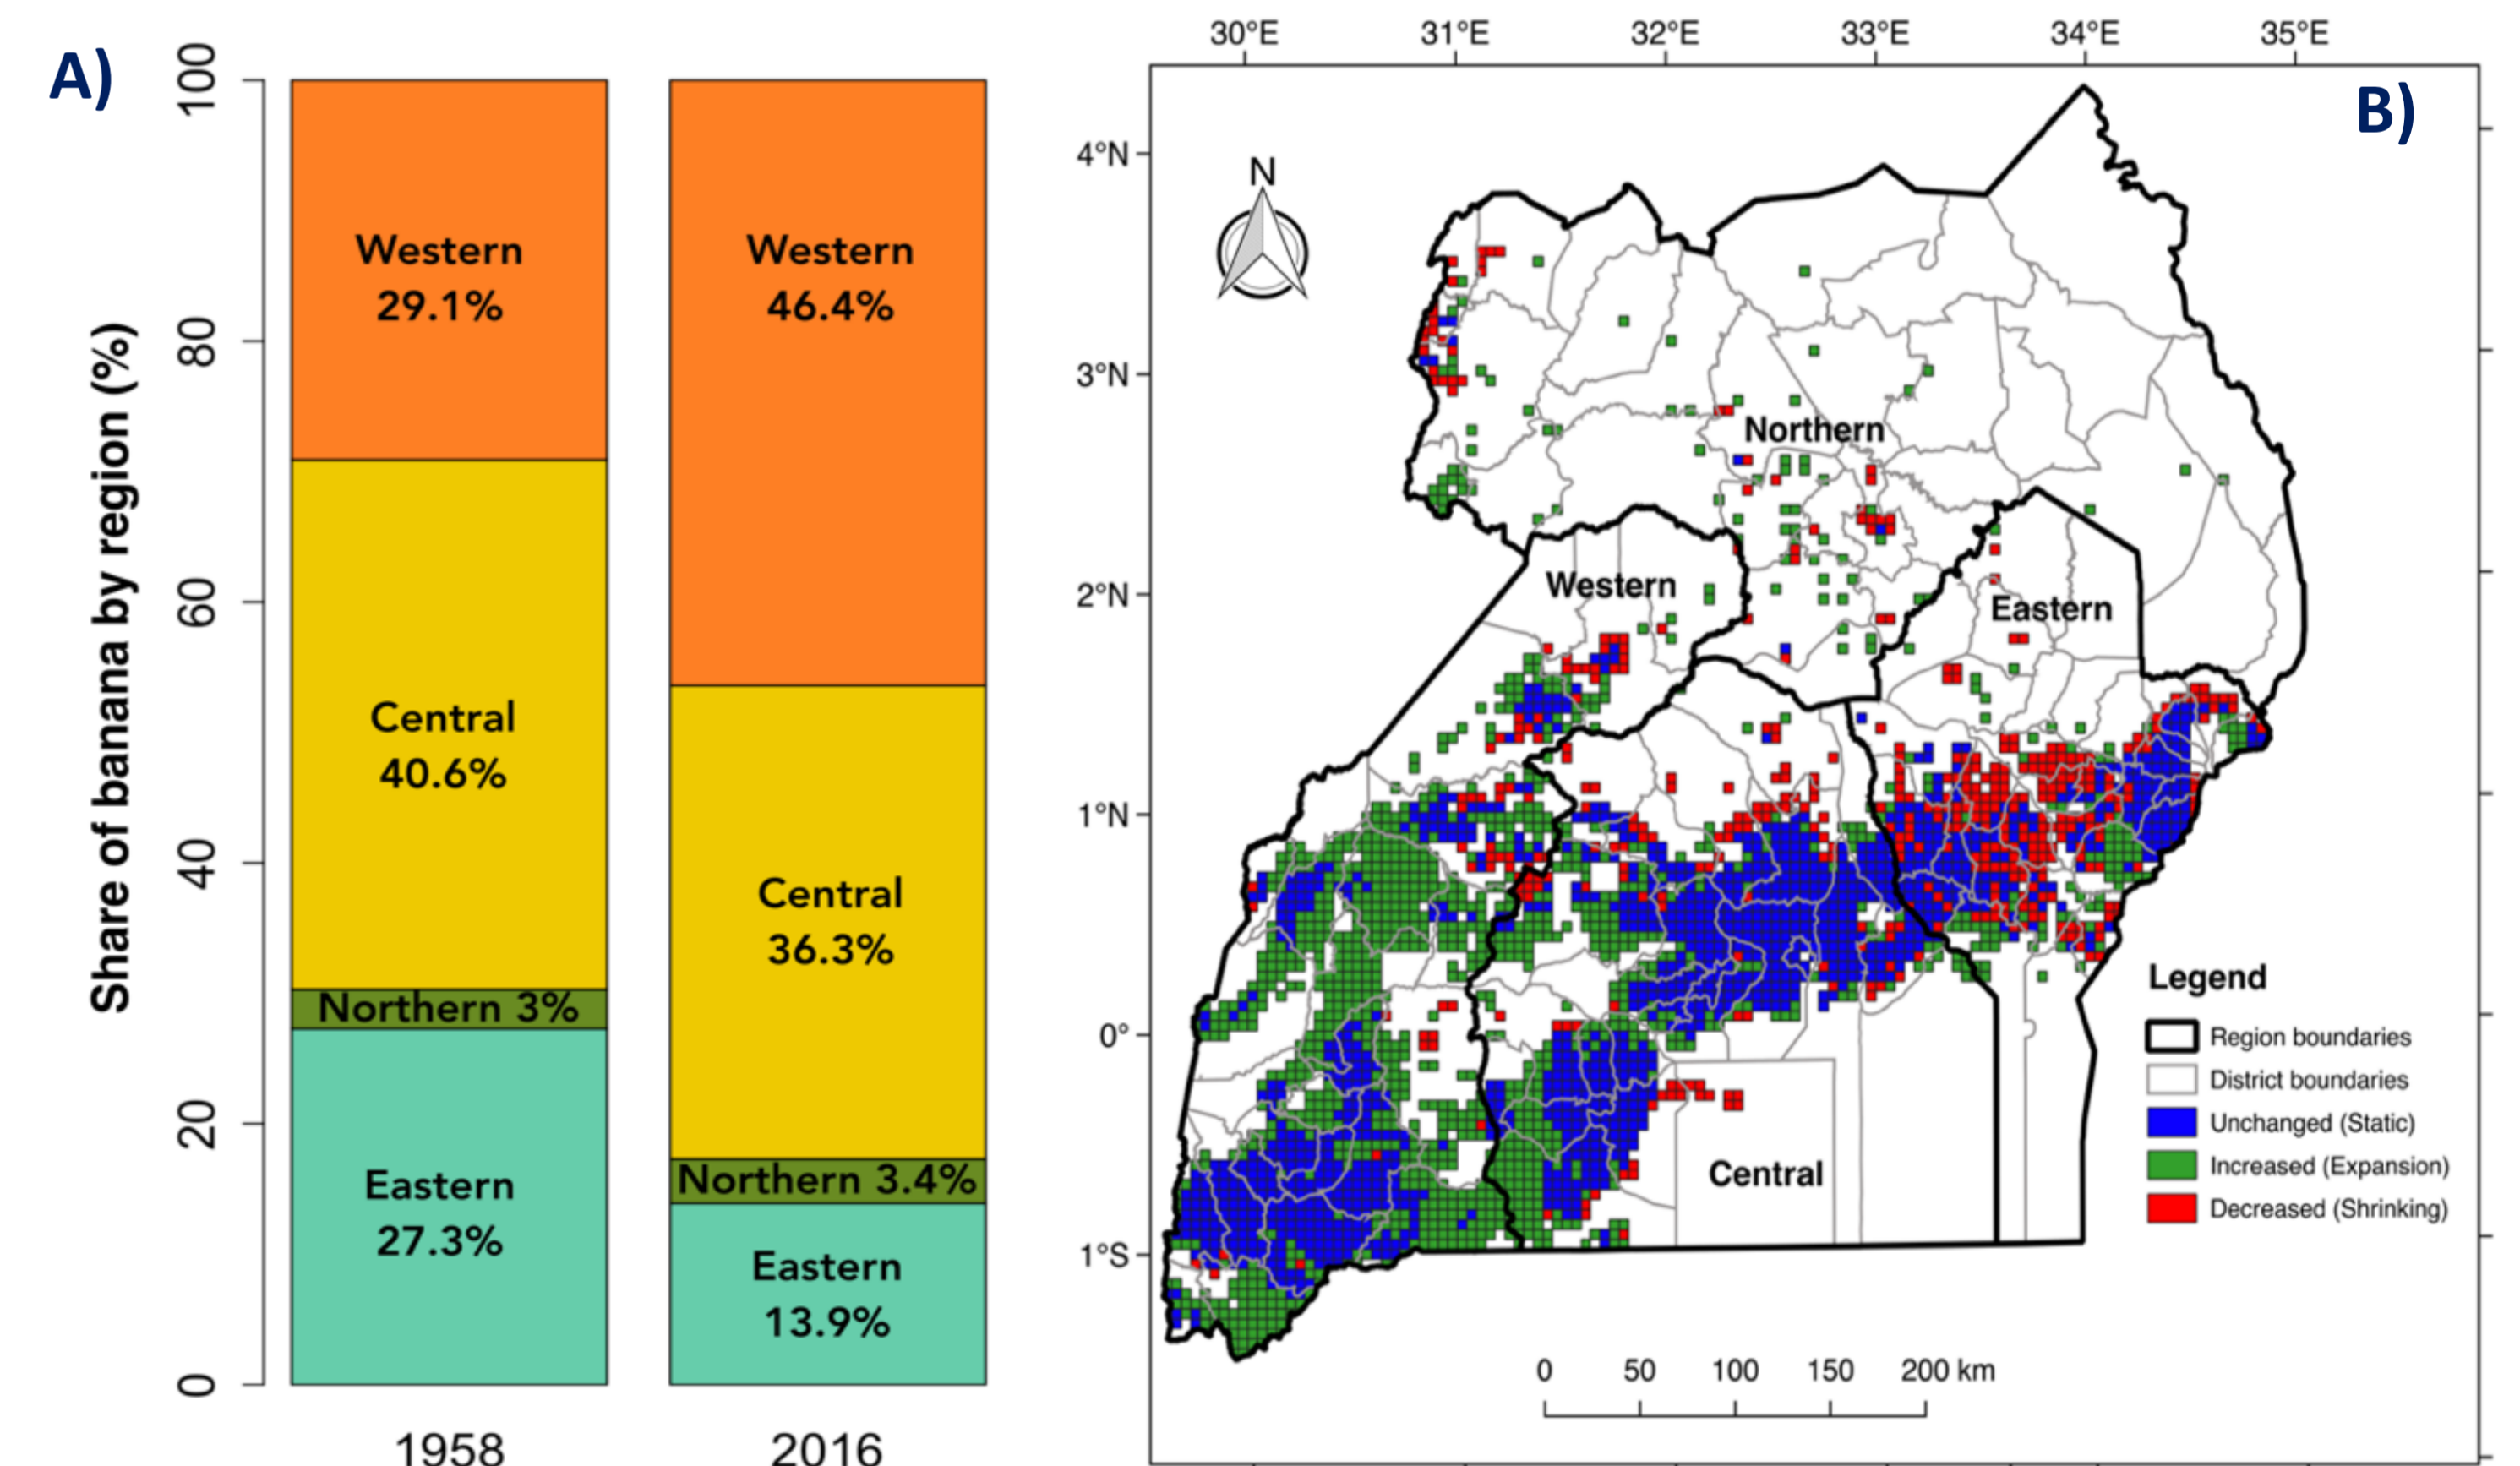 A)
Share of banana by region (%)
100
80
60
40
20
0
Western
29.1%
Central
40.6%
Northern 3%
Eastern
27.3%
1958
Western
46.4%
Central
36.3%
Northern 3.4%
Eastern
13.9%
2016
B)
30°E 31°E 32°E 33°E 34°E 35°E
4°N
3°N
2°N
1°N
0°
1°S
N
Northern
Western
Eastern
Central
Legend
Region boundaries
District boundaries
Unchanged (Static)
Increased (Expansion)
Decreased (Shrinking)
0 50 100 150 200 km